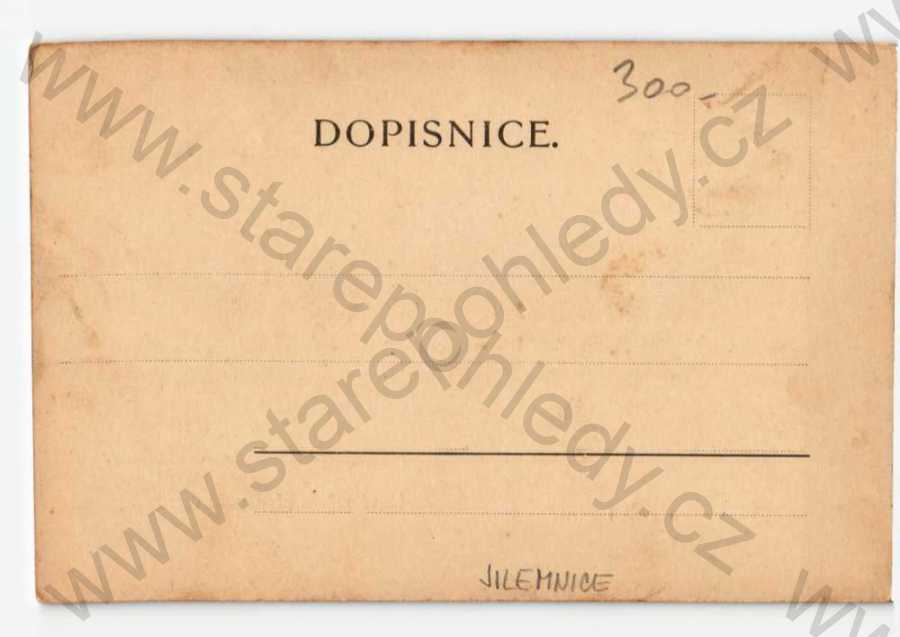 300,-
DOPISNICE.
www.starepohledy.cz
www.starepohledy.cz
JILEMNICE